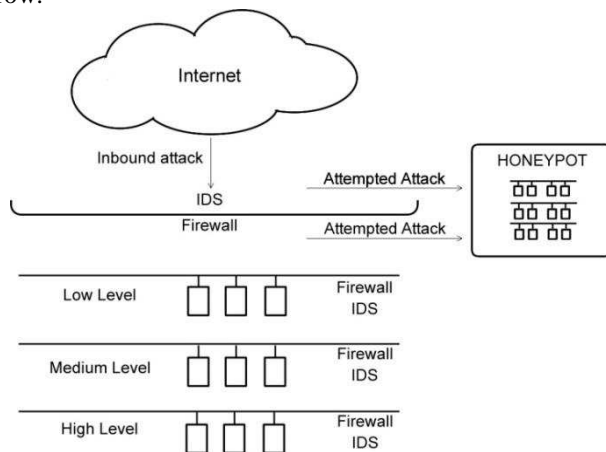 Internet
Inbound attack
Attempted Attack
HONEYPOT
IDS
Firewall
Attempted Attack
Low Level
Firewall
IDS
Medium Level
Firewall
IDS
High Level
Firewall
IDS